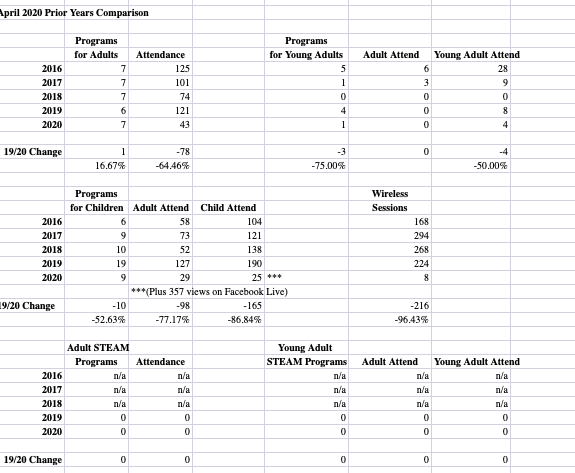 April 2020 Prior Years Comparison
Programs Programs
for Adults Attendance for Young Adults Adult Attend Young Adult Attend
2016 7 125 5 6 28
2017 7 101 1 3 9
2018 7 74 0 0 0
2019 6 121 4 0 8
2020 7 43 1 0 4
19/20 Change 1 -78 -3 0 -4
16.67% -64.46% -75.00% -50.00%
Programs Wireless
for Children Adult Attend Child Attend Sessions
2016 6 58 104 168
2017 9 73 121 294
2018 10 52 138 268
2019 19 127 190 224
2020 9 29 25 *** 8
***(Plus 357 views on Facebook Live)
19/20 Change -10 -98 -165 -216
-52.63% -77.17% -86.84% -96.43%
Adult STEAM Young Adult
Programs Attendance STEAM Programs Adult Attend Young Adult Attend
2016 n/a n/a n/a n/a n/a
2017 n/a n/a n/a n/a n/a
2018 n/a n/a n/a n/a n/a
2019 0 0 0 0 0
2020 0 0 0 0 0
19/20 Change 0 0 0 0 0